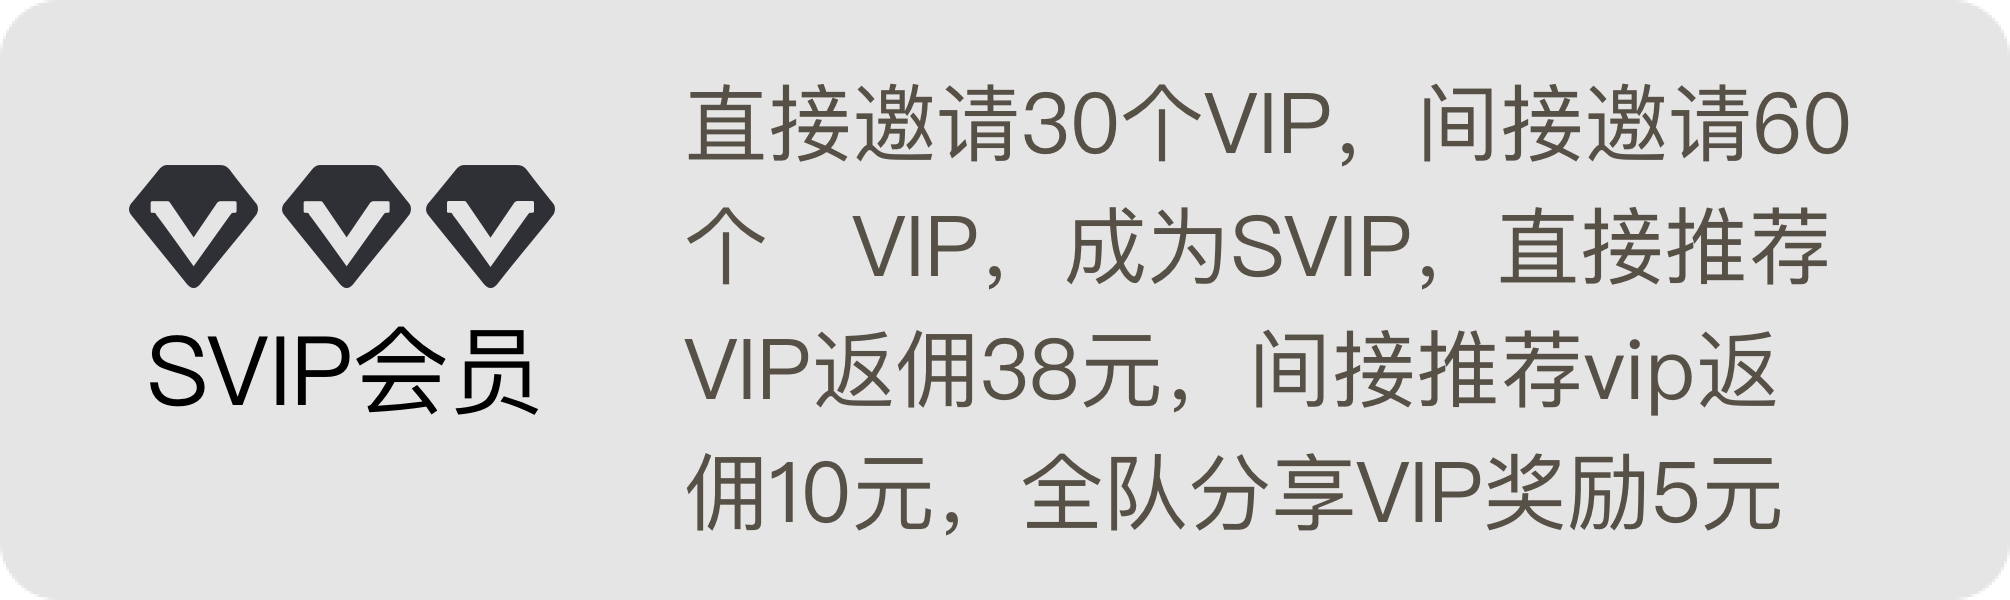 SVIP会员
直接邀请30个VIP，间接邀请60
个　VIP，成为SVIP，直接推荐
VIP返佣38元，间接推荐vip返
佣10元，全队分享VIP奖励5元